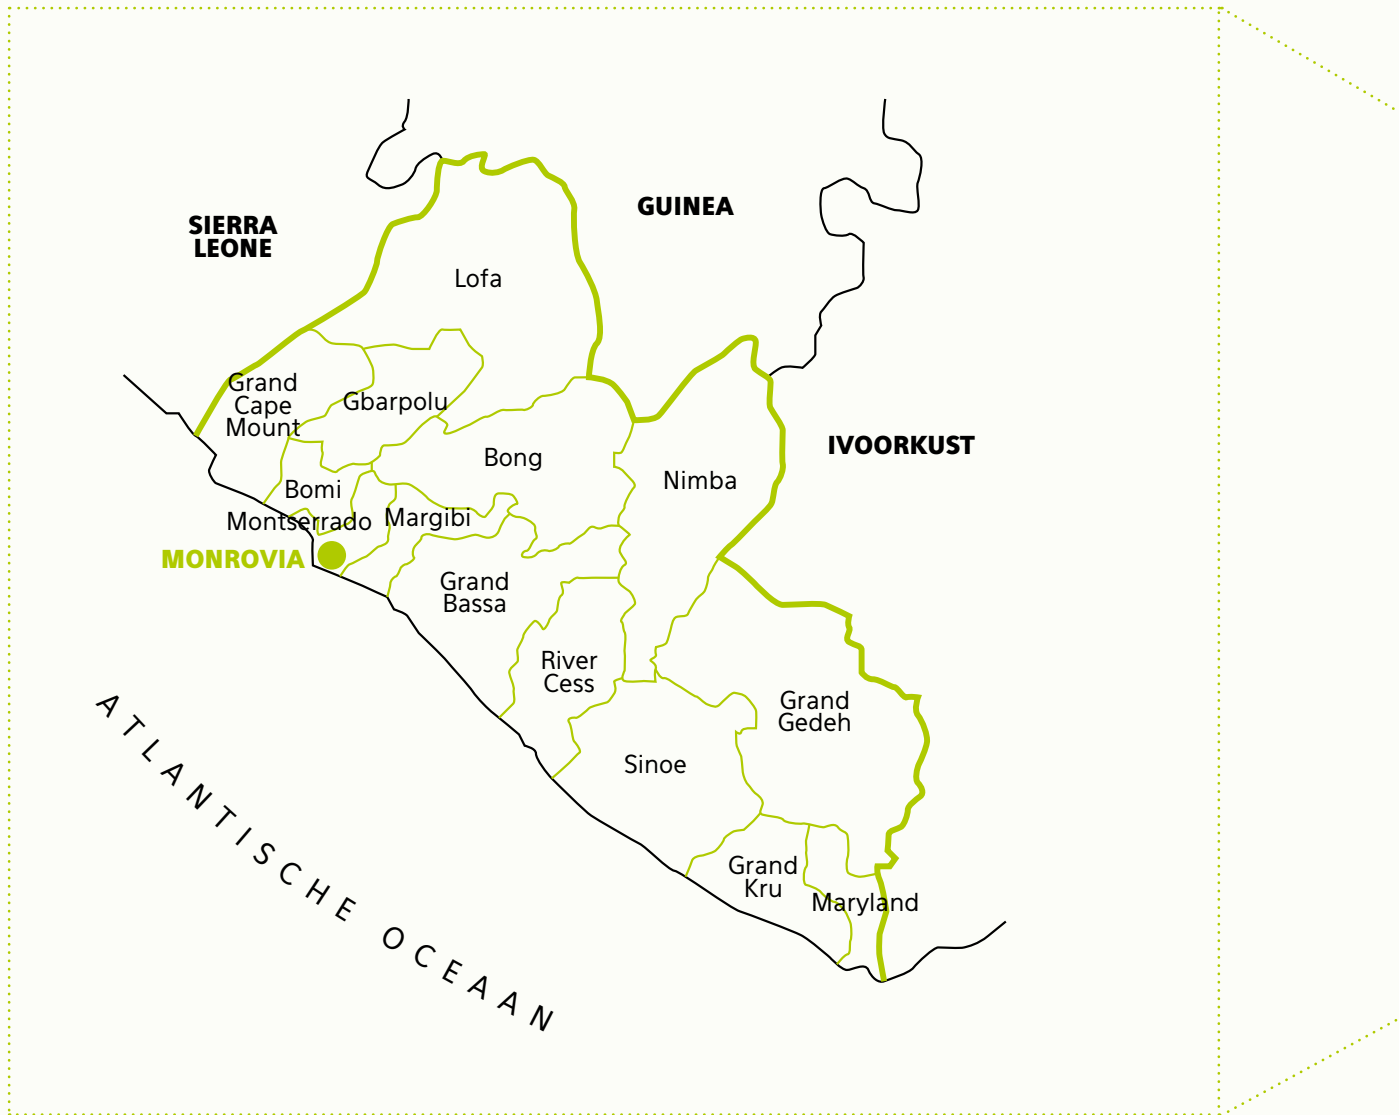 SIERRA
LEONE
GUINEA
Lofa
Grand
Cape
Mount
Gbarpolu
IVOORKUST
Bong
Nimba
Bomi
Montserrado
Margibi
MONROVIA
Grand
Bassa
River
Cess
Grand
Gedeh
Sinoe
Grand
Kru
Maryland
ATLANTISCHE OCEAAN